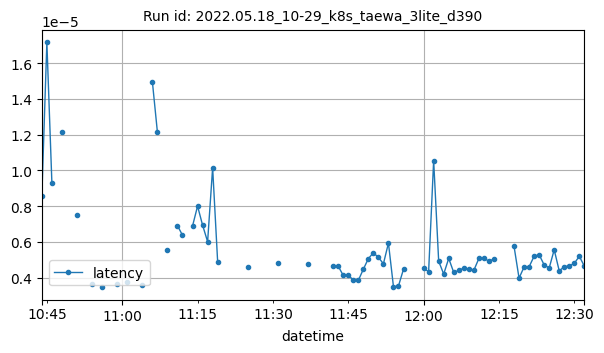 Run id: 2022.05.18_10-29_k8s_taewa_3lite_d390
1e−5
1.6
1.4
1.2
1.0
0.8
0.6
0.4
latency
10:45 11:00 11:15 11:30 11:45 12:00 12:15 12:30
datetime